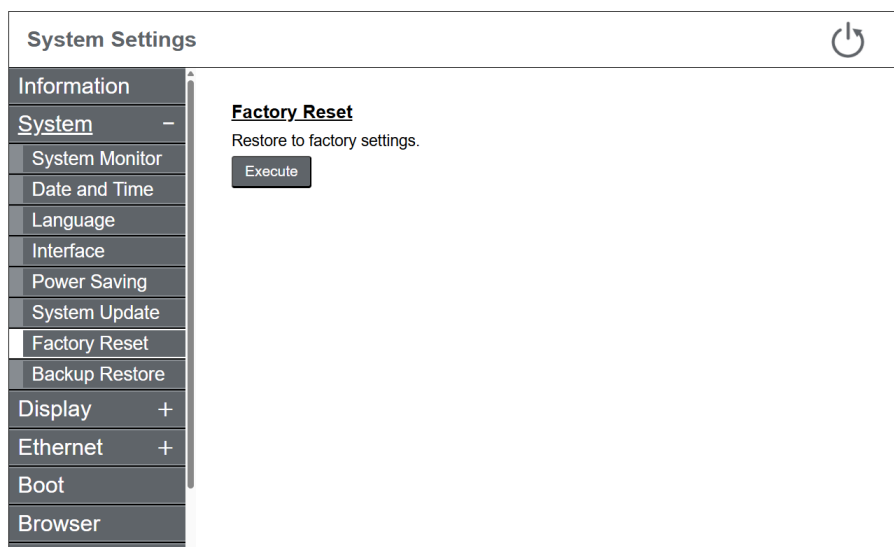 System Settings
Information
System −
System Monitor
Date and Time
Language
Interface
Power Saving
System Update
Factory Reset
Backup Restore
Display +
Ethernet +
Boot
Browser
Factory Reset
Restore to factory settings.
Execute